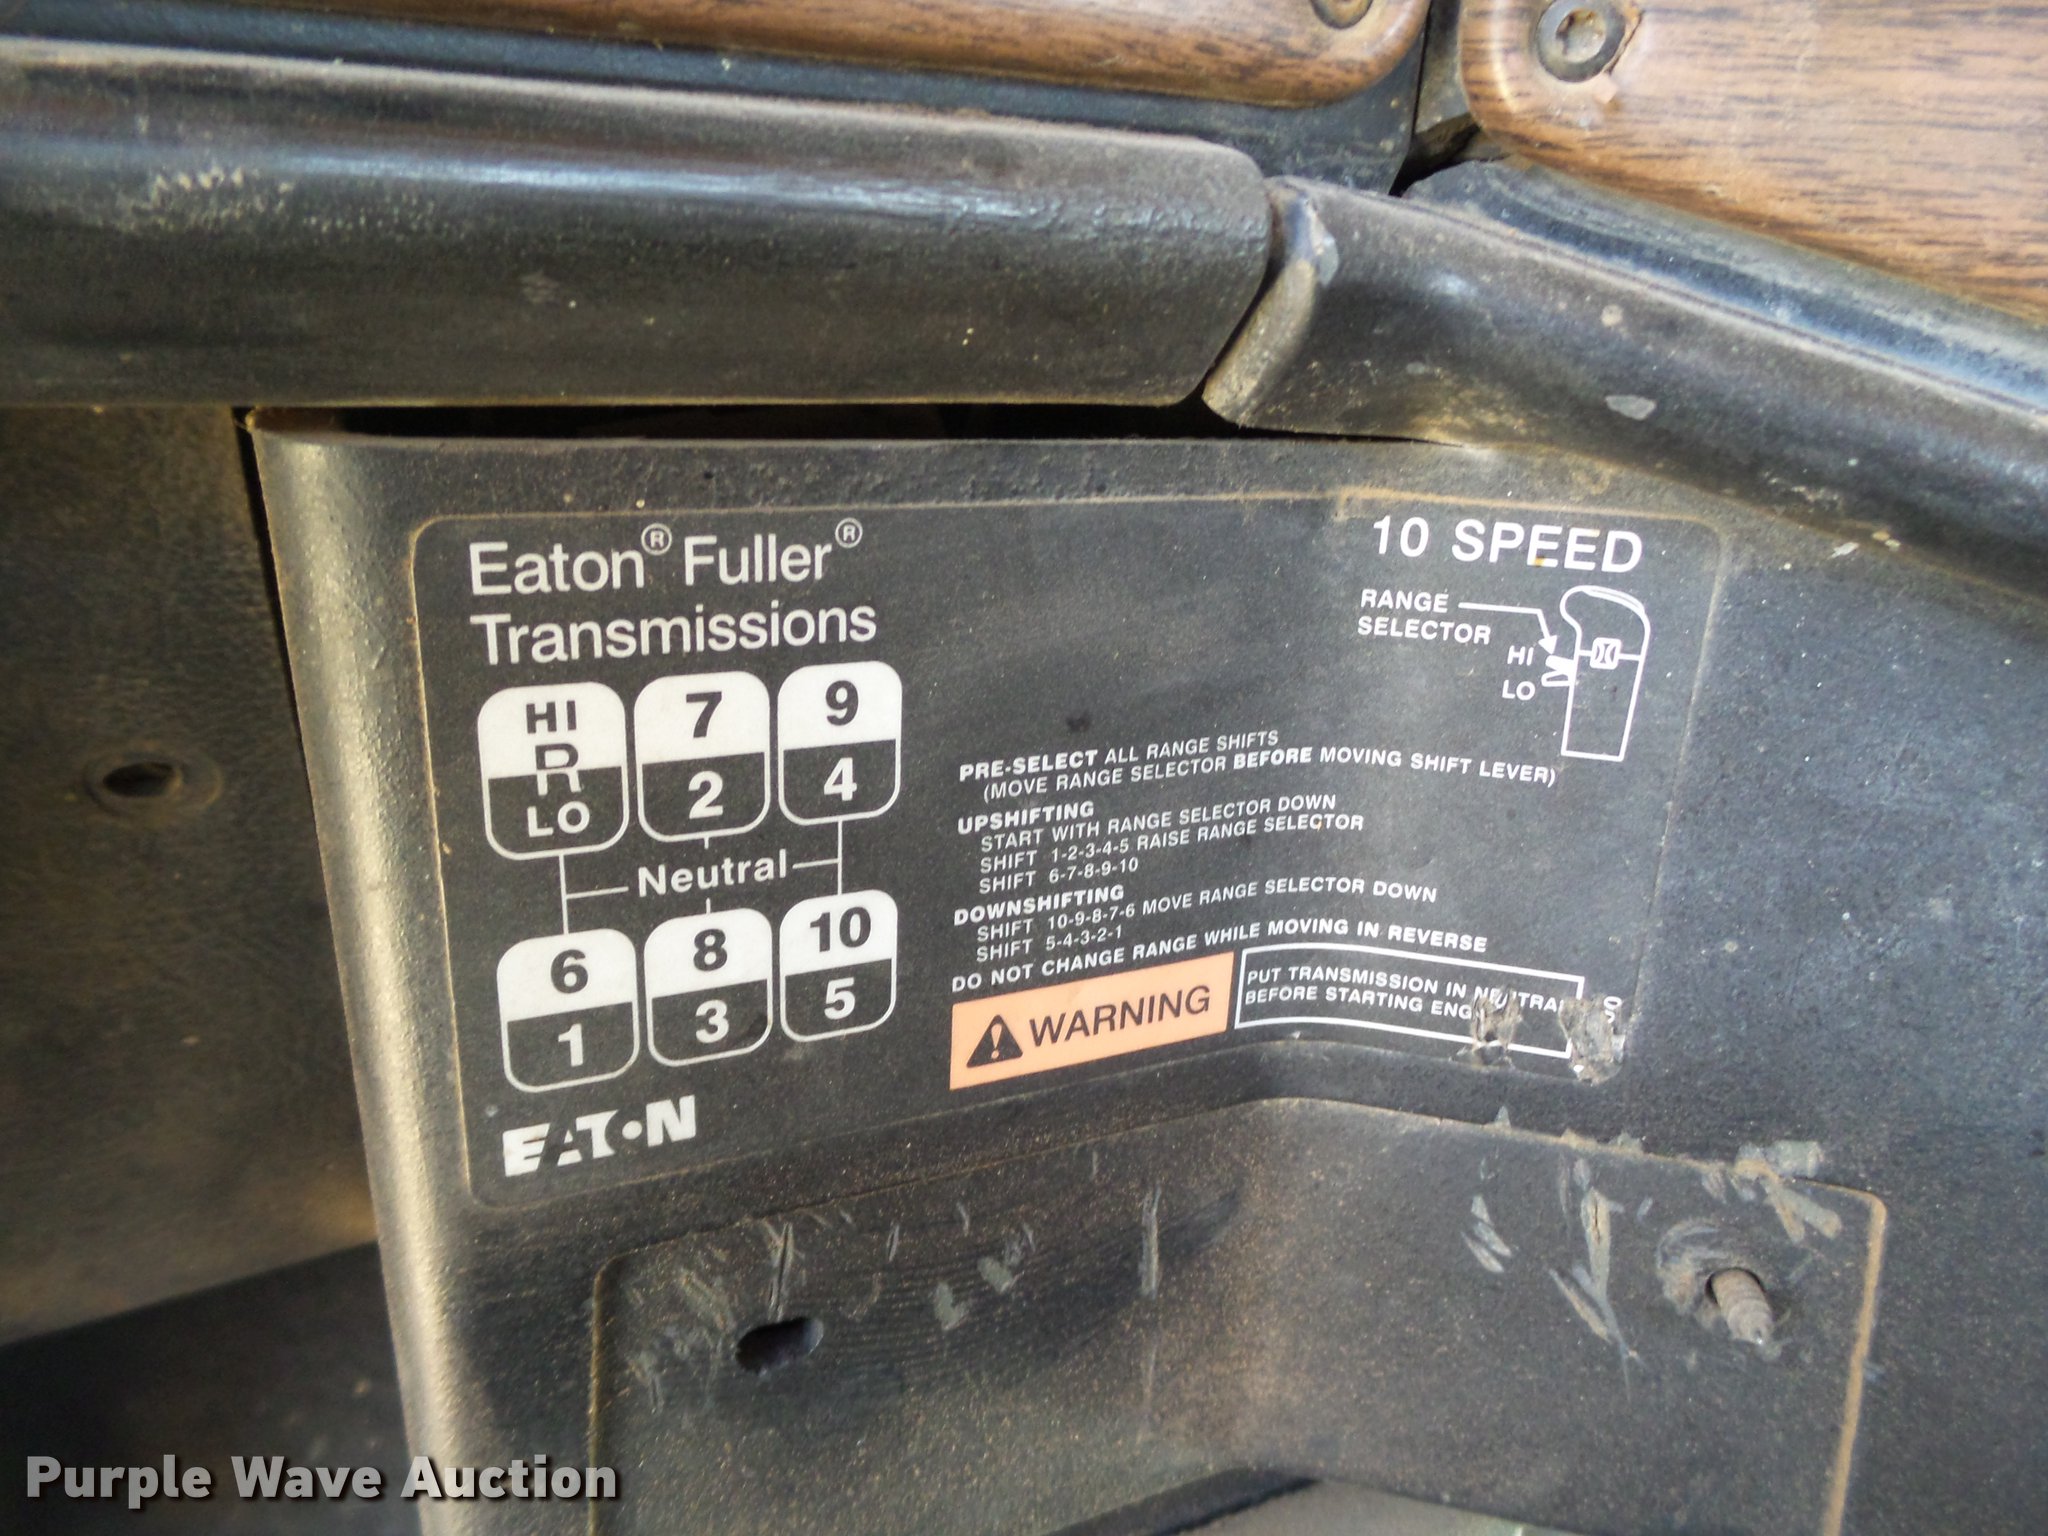 Eaton® Fuller®
Transmissions
HI
R
LO
7
2
9
4
Neutral
6
1
8
3
10
5
EATON
10 SPEED
RANGE
SELECTOR
HI
LO
PRE-SELECT ALL RANGE SHIFTS
(MOVE RANGE SELECTOR BEFORE MOVING SHIFT LEVER)
UPSHIFTING
START WITH RANGE SELECTOR DOWN
SHIFT 1-2-3-4-5 RAISE RANGE SELECTOR
SHIFT 6-7-8-9-10
DOWNSHIFTING
SHIFT 10-9-8-7-6 MOVE RANGE SELECTOR DOWN
SHIFT 5-4-3-2-1
DO NOT CHANGE RANGE WHILE MOVING IN REVERSE
WARNING
PUT TRANSMISSION IN NEUTRAL
BEFORE STARTING ENG
Purple Wave Auction